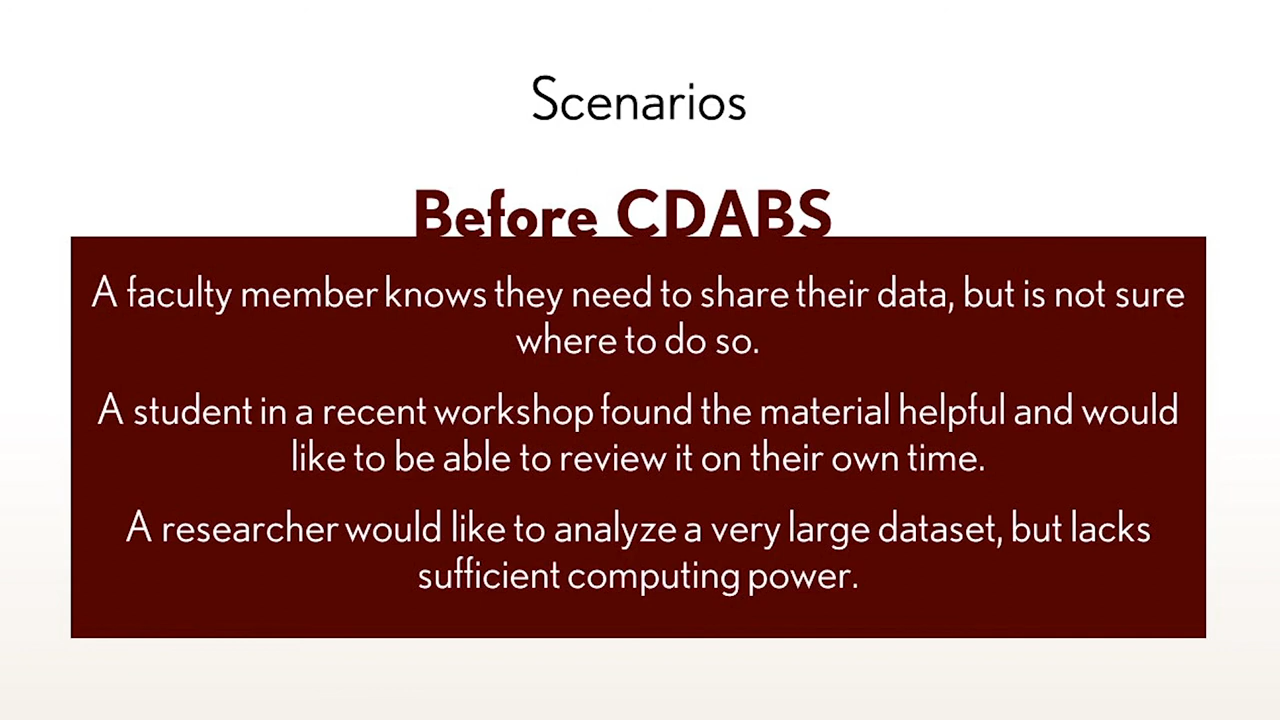 Scenarios
Before CDABS
A faculty member knows they need to share their data, but is not sure
where to do so.
A student in a recent workshop found the material helpful and would
like to be able to review it on their own time.
A researcher would like to analyze a very large dataset, but lacks
sufficient computing power.